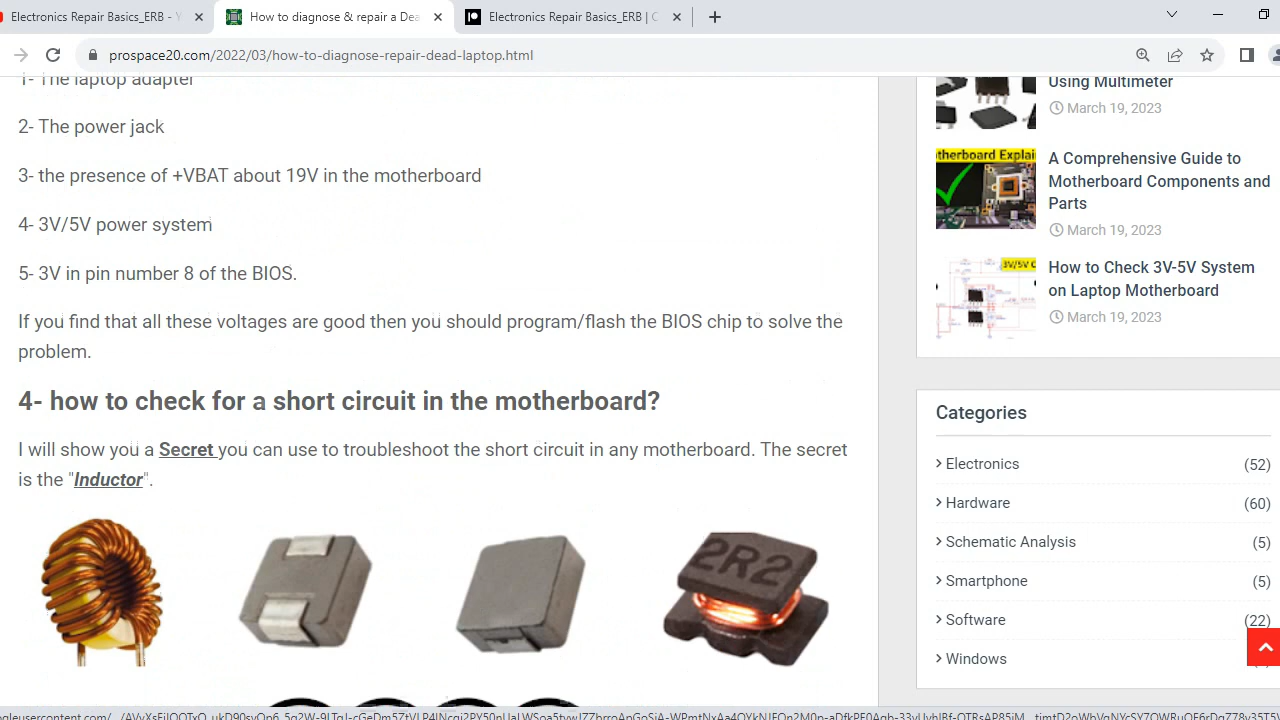 Electronics Repair Basics_ERB - Y
How to diagnose & repair a Dea
Electronics Repair Basics_ERB | C
prospace20.com/2022/03/how-to-diagnose-repair-dead-laptop.html
1- The laptop adapter
2- The power jack
3- the presence of +VBAT about 19V in the motherboard
4- 3V/5V power system
5- 3V in pin number 8 of the BIOS.
If you find that all these voltages are good then you should program/flash the BIOS chip to solve the
problem.
4- how to check for a short circuit in the motherboard?
I will show you a Secret you can use to troubleshoot the short circuit in any motherboard. The secret
is the "Inductor".
2R2
Using Multimeter
March 19, 2023
otherboard Explai
A Comprehensive Guide to
Motherboard Components and
Parts
March 19, 2023
3V/5V C
How to Check 3V-5V System
on Laptop Motherboard
March 19, 2023
Categories
Electronics (52)
Hardware (60)
Schematic Analysis (5)
Smartphone (5)
Software (22)
Windows